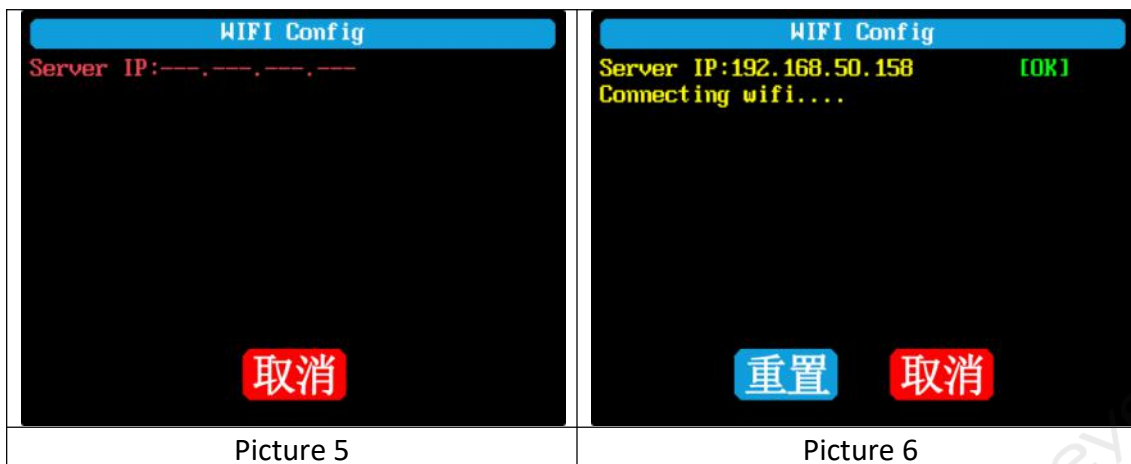 WIFI Config
Server IP:---.---.---.---
取消
Picture 5
WIFI Config
Server IP:192.168.50.158 [OK]
Connecting wifi....
重置 取消
Picture 6